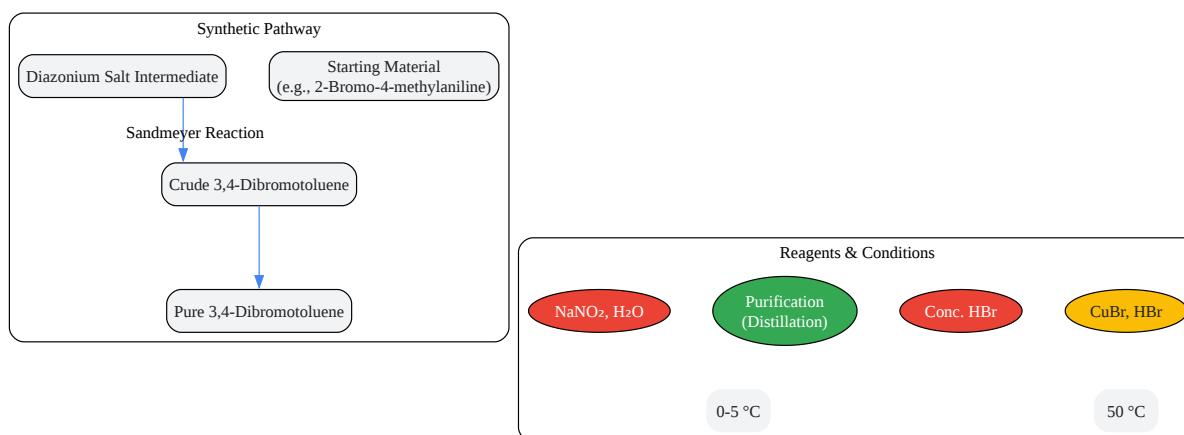 Synthetic Pathway
Diazonium Salt Intermediate
Starting Material
(e.g., 2-Bromo-4-methylaniline)
Sandmeyer Reaction
Crude 3,4-Dibromotoluene
Pure 3,4-Dibromotoluene
Reagents & Conditions
NaNO₂, H₂O
Purification
(Distillation)
Conc. HBr
CuBr, HBr
0-5 °C
50 °C